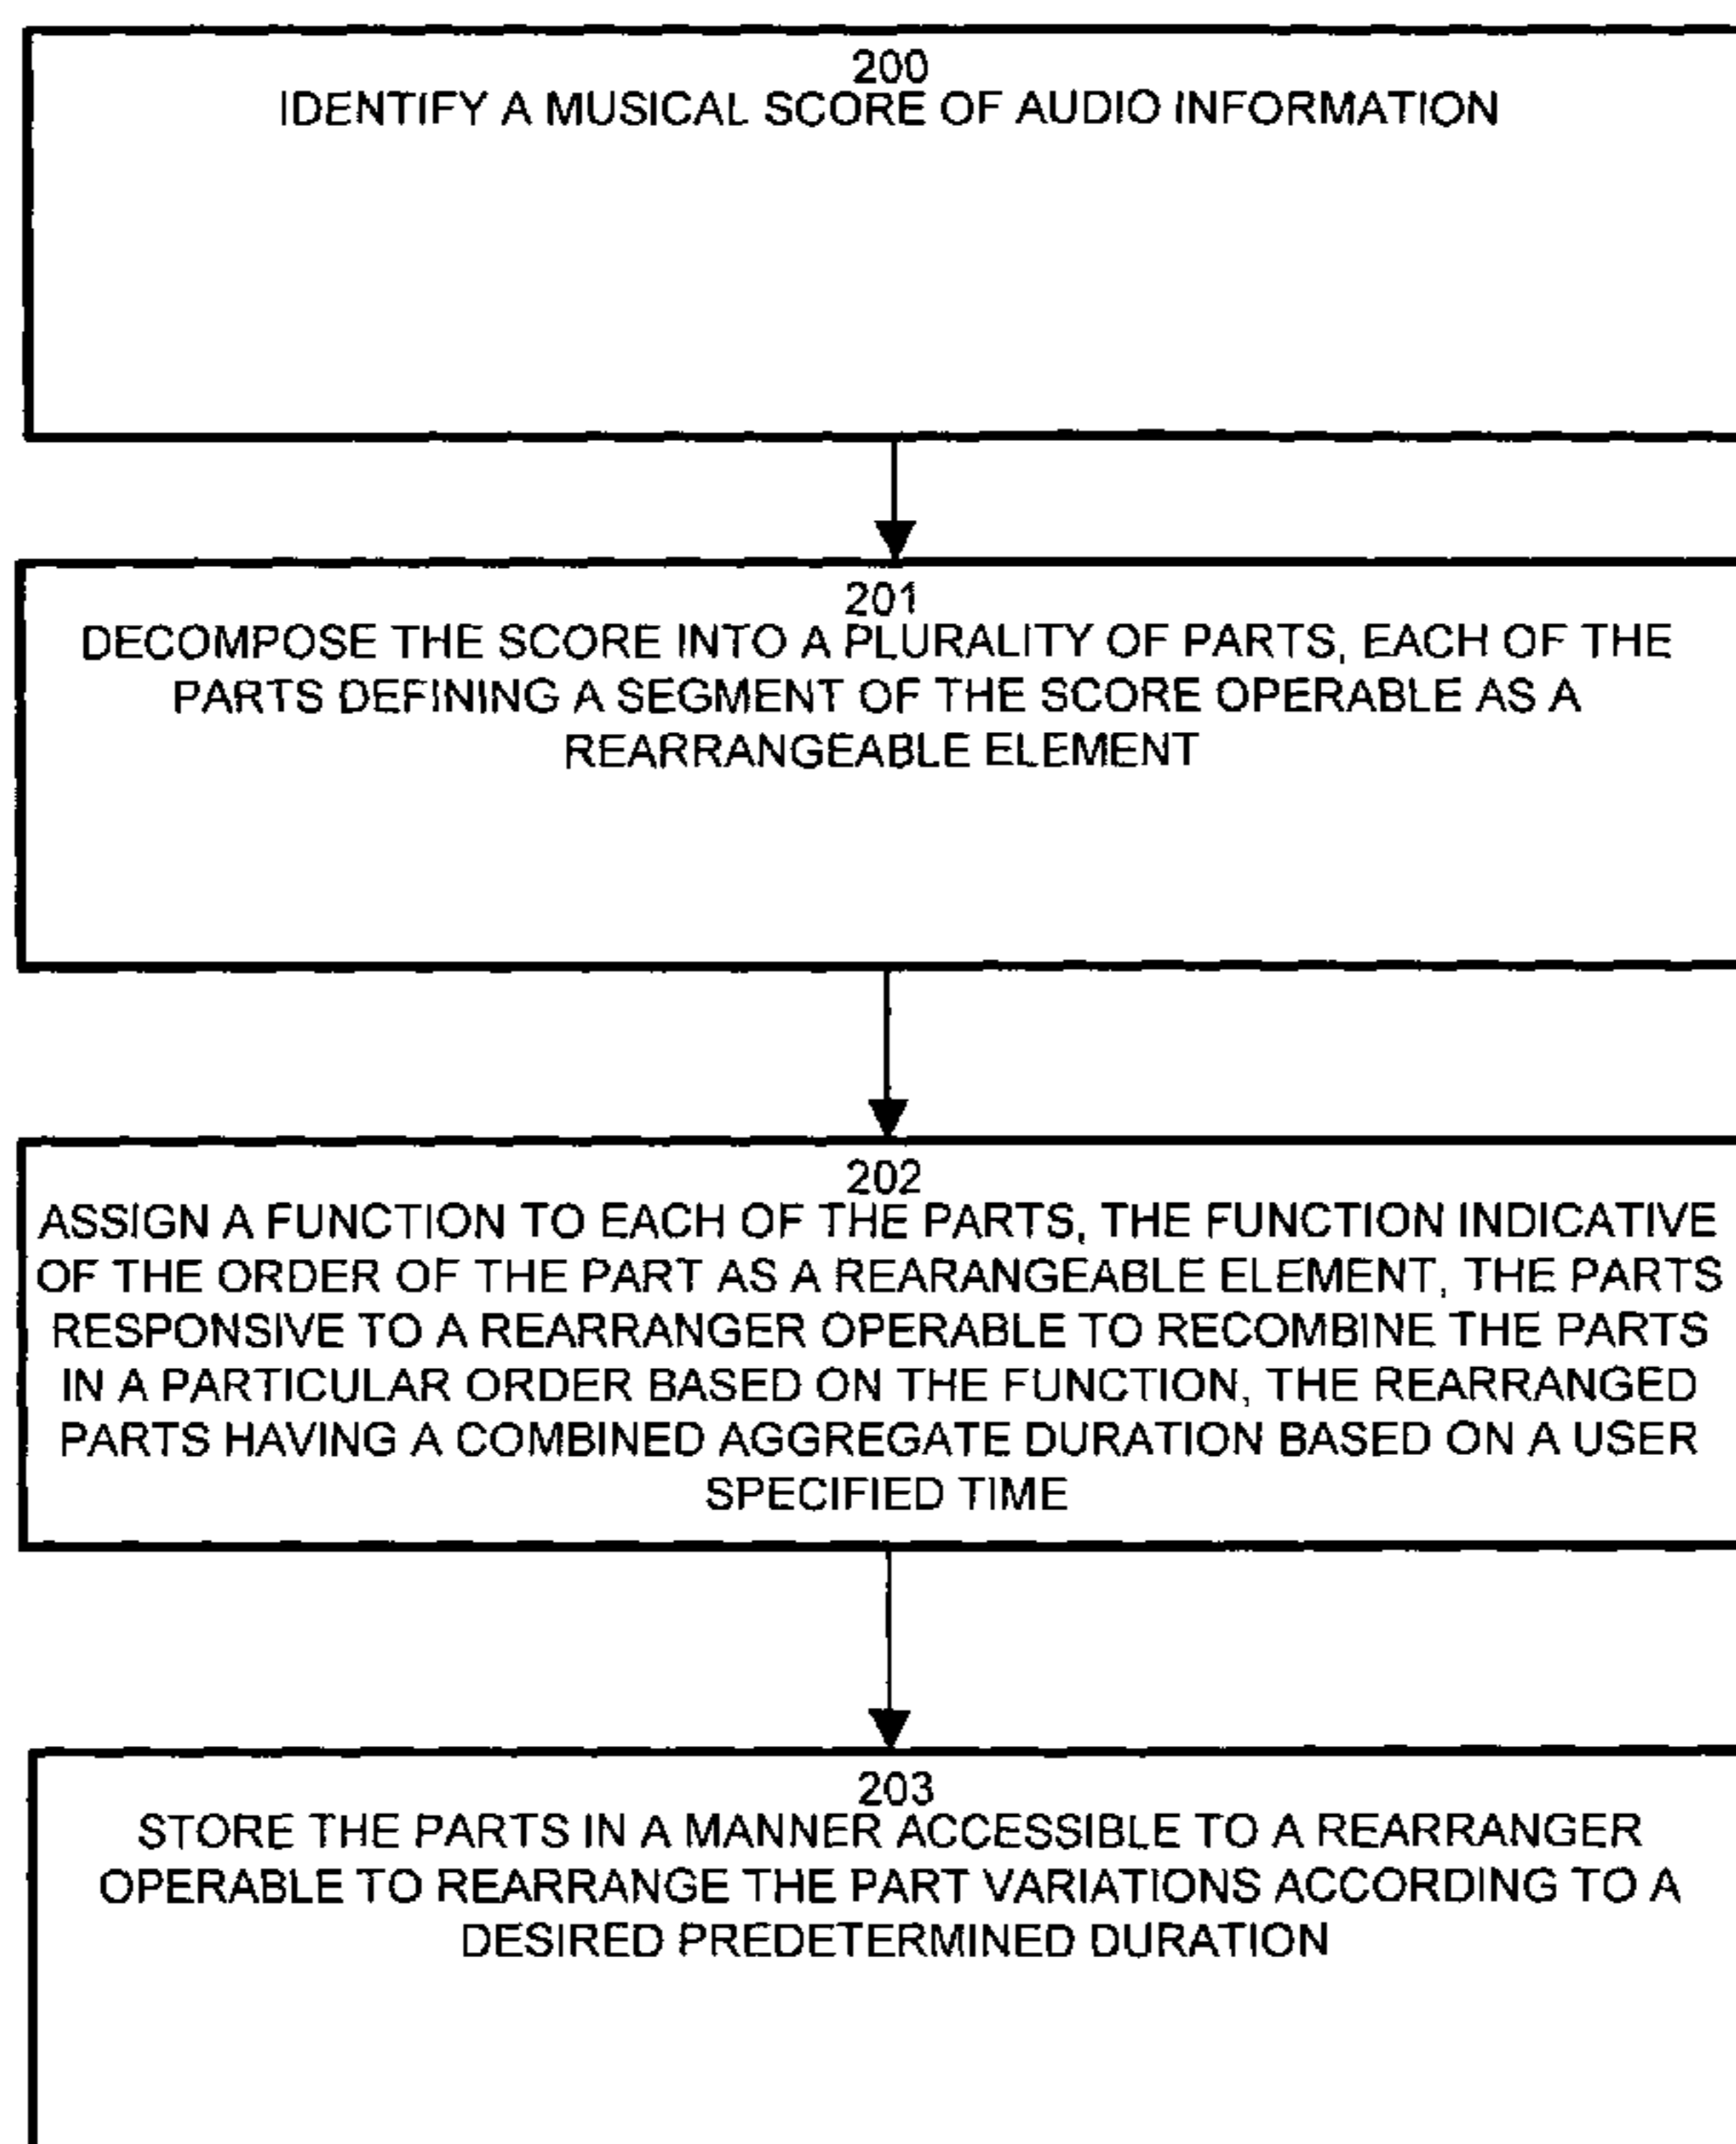 200
IDENTIFY A MUSICAL SCORE OF AUDIO INFORMATION
201
DECOMPOSE THE SCORE INTO A PLURALITY OF PARTS, EACH OF THE
PARTS DEFINING A SEGMENT OF THE SCORE OPERABLE AS A
REARRANGEABLE ELEMENT
202
ASSIGN A FUNCTION TO EACH OF THE PARTS, THE FUNCTION INDICATIVE
OF THE ORDER OF THE PART AS A REARANGEABLE ELEMENT, THE PARTS
RESPONSIVE TO A REARRANGER OPERABLE TO RECOMBINE THE PARTS
IN A PARTICULAR ORDER BASED ON THE FUNCTION, THE REARRANGED
PARTS HAVING A COMBINED AGGREGATE DURATION BASED ON A USER
SPECIFIED TIME
203
STORE THE PARTS IN A MANNER ACCESSIBLE TO A REARRANGER
OPERABLE TO REARRANGE THE PART VARIATIONS ACCORDING TO A
DESIRED PREDETERMINED DURATION